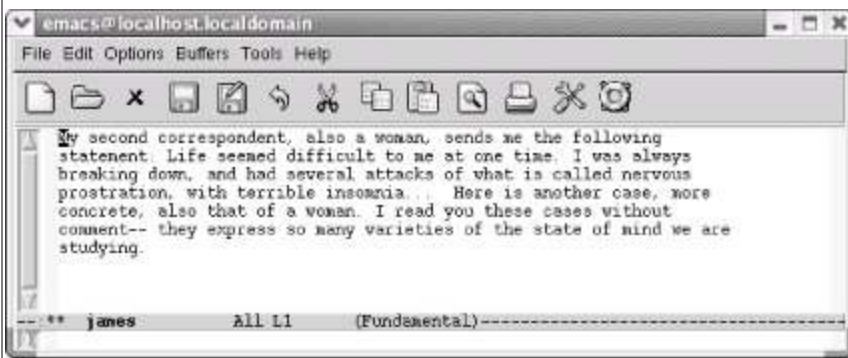 emacs@localhost.localdomain
File Edit Options Buffers Tools Help
My second correspondent, also a woman, sends me the following
statement. Life seemed difficult to me at one time. I was always
breaking down, and had several attacks of what is called nervous
prostration, with terrible insomnia... Here is another case, more
concrete, also that of a woman. I read you these cases without
comment-- they express so many varieties of the state of mind we are
studying.
--:** james All L1 (Fundamental)--------------------------------------